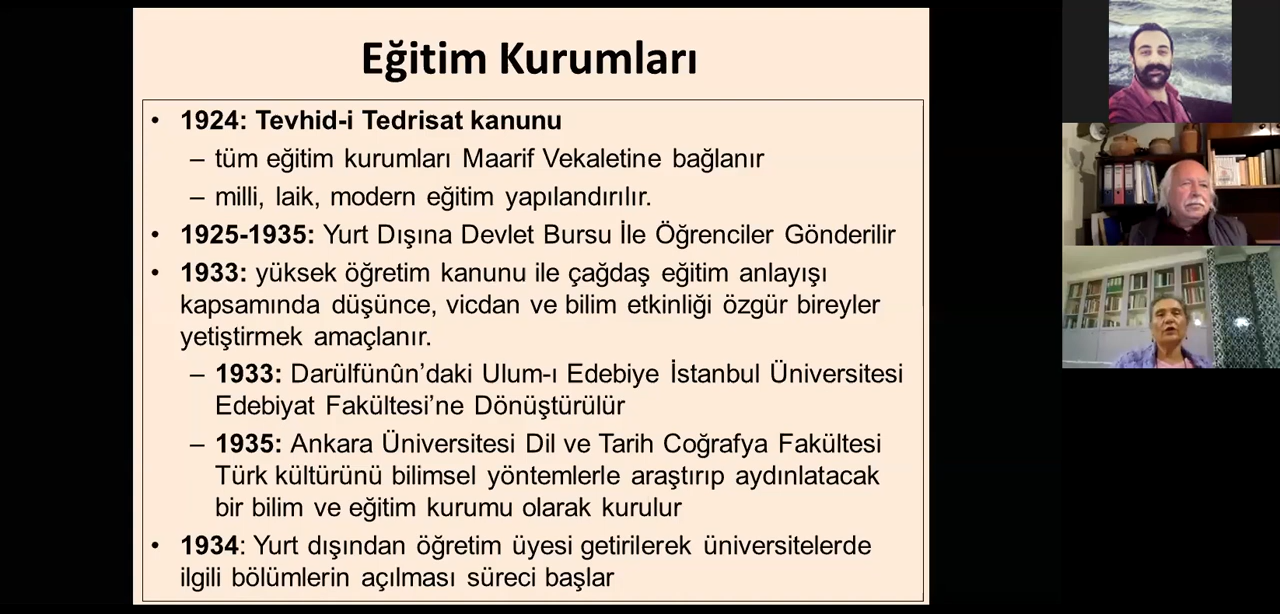 Eğitim Kurumları
• 1924: Tevhid-i Tedrisat kanunu
– tüm eğitim kurumları Maarif Vekaletine bağlanır
– milli, laik, modern eğitim yapılandırılır.
• 1925-1935: Yurt Dışına Devlet Bursu İle Öğrenciler Gönderilir
• 1933: yüksek öğretim kanunu ile çağdaş eğitim anlayışı
kapsamında düşünce, vicdan ve bilim etkinliği özgür bireyler
yetiştirmek amaçlanır.
– 1933: Darülfünûn’daki Ulum-ı Edebiye İstanbul Üniversitesi
Edebiyat Fakültesi’ne Dönüştürülür
– 1935: Ankara Üniversitesi Dil ve Tarih Coğrafya Fakültesi
Türk kültürünü bilimsel yöntemlerle araştırıp aydınlatacak
bir bilim ve eğitim kurumu olarak kurulur
• 1934: Yurt dışından öğretim üyesi getirilerek üniversitelerde
ilgili bölümlerin açılması süreci başlar